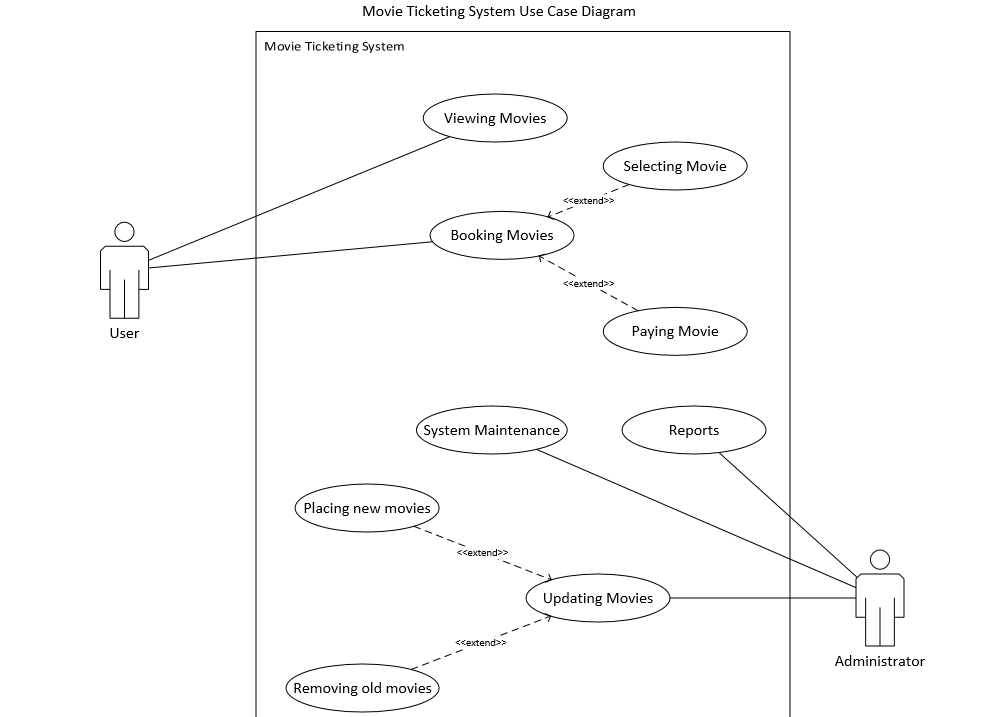 Movie Ticketing System Use Case Diagram
Movie Ticketing System
Viewing Movies
Selecting Movie
<<extend>>
Booking Movies
<<extend>>
Paying Movie
User
System Maintenance
Reports
Placing new movies
<<extend>>
Updating Movies
<<extend>>
Removing old movies
Administrator